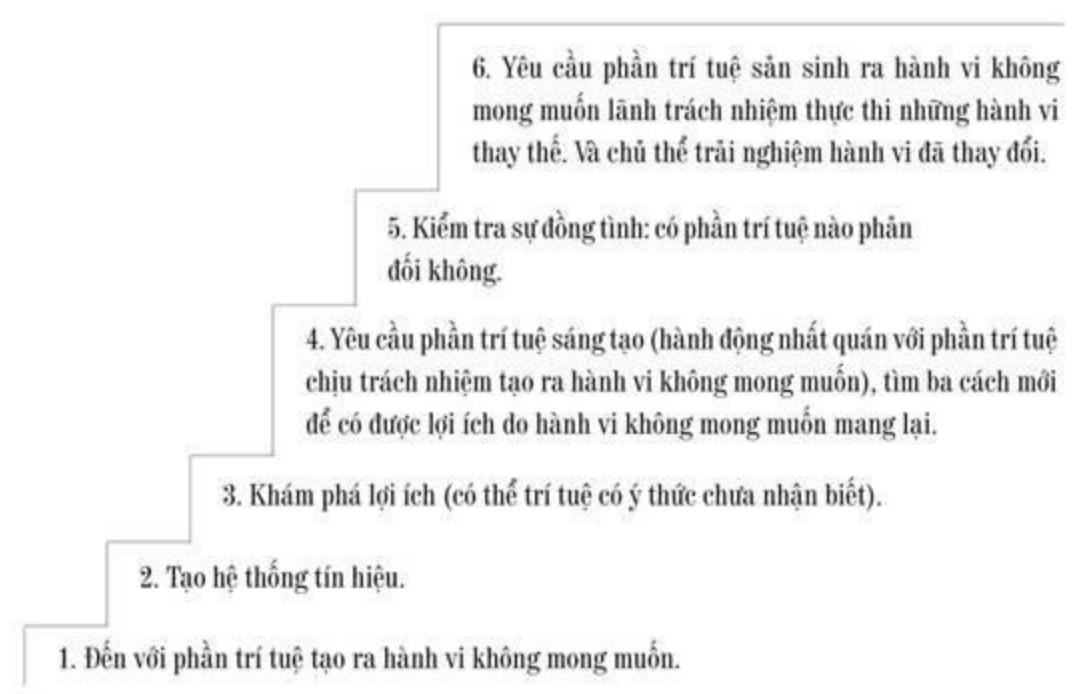 6. Yêu cầu phần trí tuệ sản sinh ra hành vi không
mong muốn lãnh trách nhiệm thực thi những hành vi
thay thế. Và chủ thể trải nghiệm hành vi đã thay đổi.
5. Kiểm tra sự đồng tình: có phần trí tuệ nào phản
đối không.
4. Yêu cầu phần trí tuệ sáng tạo (hành động nhất quán với phần trí tuệ
chịu trách nhiệm tạo ra hành vi không mong muốn), tìm ba cách mới
để có được lợi ích do hành vi không mong muốn mang lại.
3. Khám phá lợi ích (có thể trí tuệ có ý thức chưa nhận biết).
2. Tạo hệ thống tín hiệu.
1. Đến với phần trí tuệ tạo ra hành vi không mong muốn.